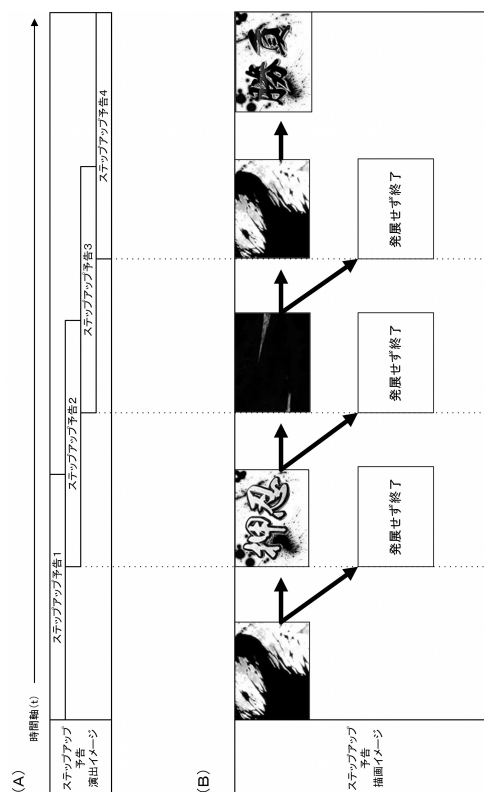 (A)
時間軸(t)
ステップアップ
予告
演出イメージ
ステップアップ予告1
ステップアップ予告2
ステップアップ予告3
ステップアップ予告4
(B)
ステップアップ
予告
描画イメージ
押忍
勝負
発展せず終了
発展せず終了
発展せず終了